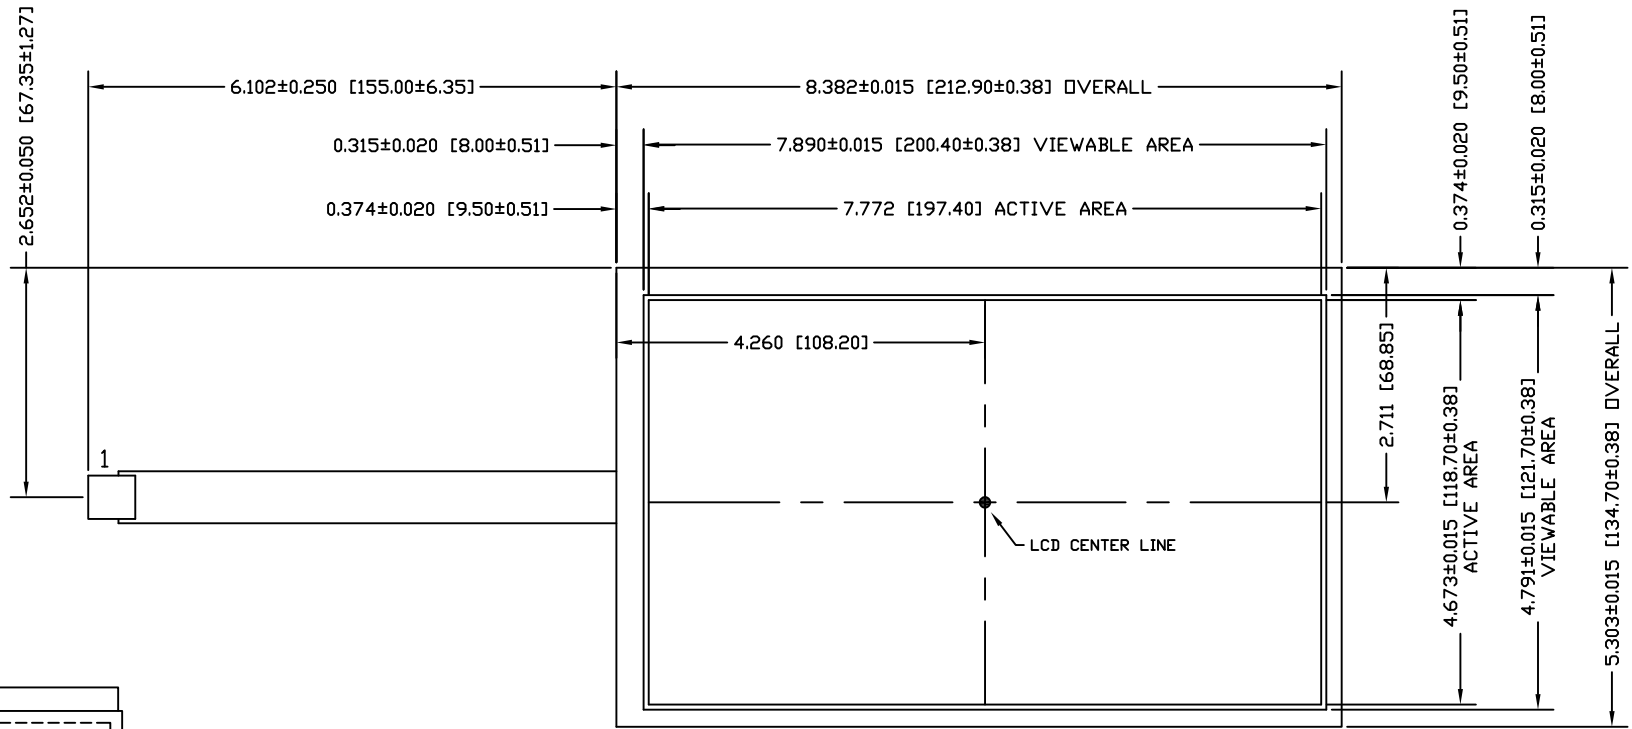 2.652±0.050 [67.35±1.27]
6.102±0.250 [155.00±6.35]
8.382±0.015 [212.90±0.38] OVERALL
0.315±0.020 [8.00±0.51]
7.890±0.015 [200.40±0.38] VIEWABLE AREA
0.374±0.020 [9.50±0.51]
7.772 [197.40] ACTIVE AREA
0.374±0.020 [9.50±0.51]
0.315±0.020 [8.00±0.51]
4.260 [108.20]
2.711 [68.85]
4.673±0.015 [118.70±0.38]
ACTIVE AREA
4.791±0.015 [121.70±0.38]
VIEWABLE AREA
5.303±0.015 [134.70±0.38] OVERALL
1
LCD CENTER LINE